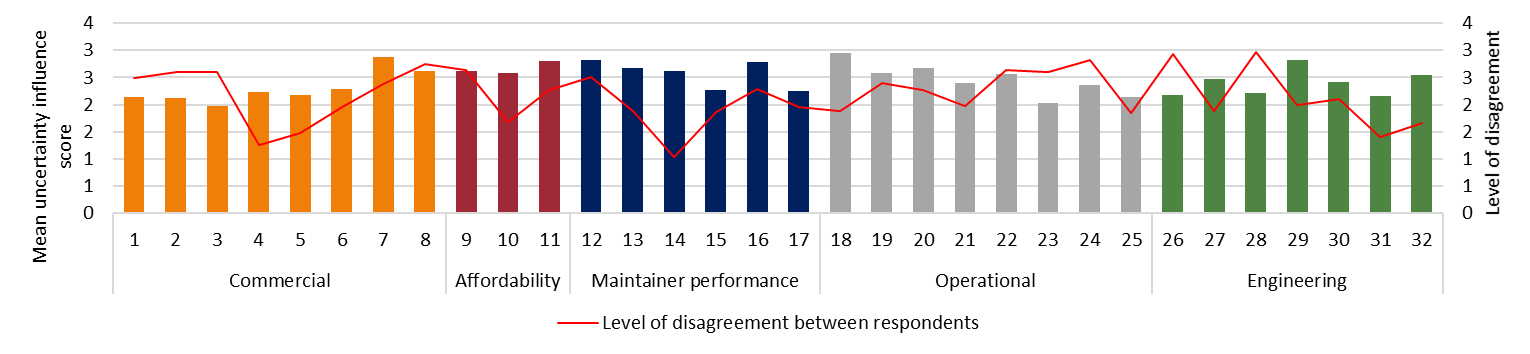 Mean uncertainty influence
score
4
3
3
2
2
1
1
0
4
3
3
2
2
1
1
0
Level of disagreement
1 2 3 4 5 6 7 8 9 10 11 12 13 14 15 16 17 18 19 20 21 22 23 24 25 26 27 28 29 30 31 32
Commercial Affordability Maintainer performance Operational Engineering
Level of disagreement between respondents